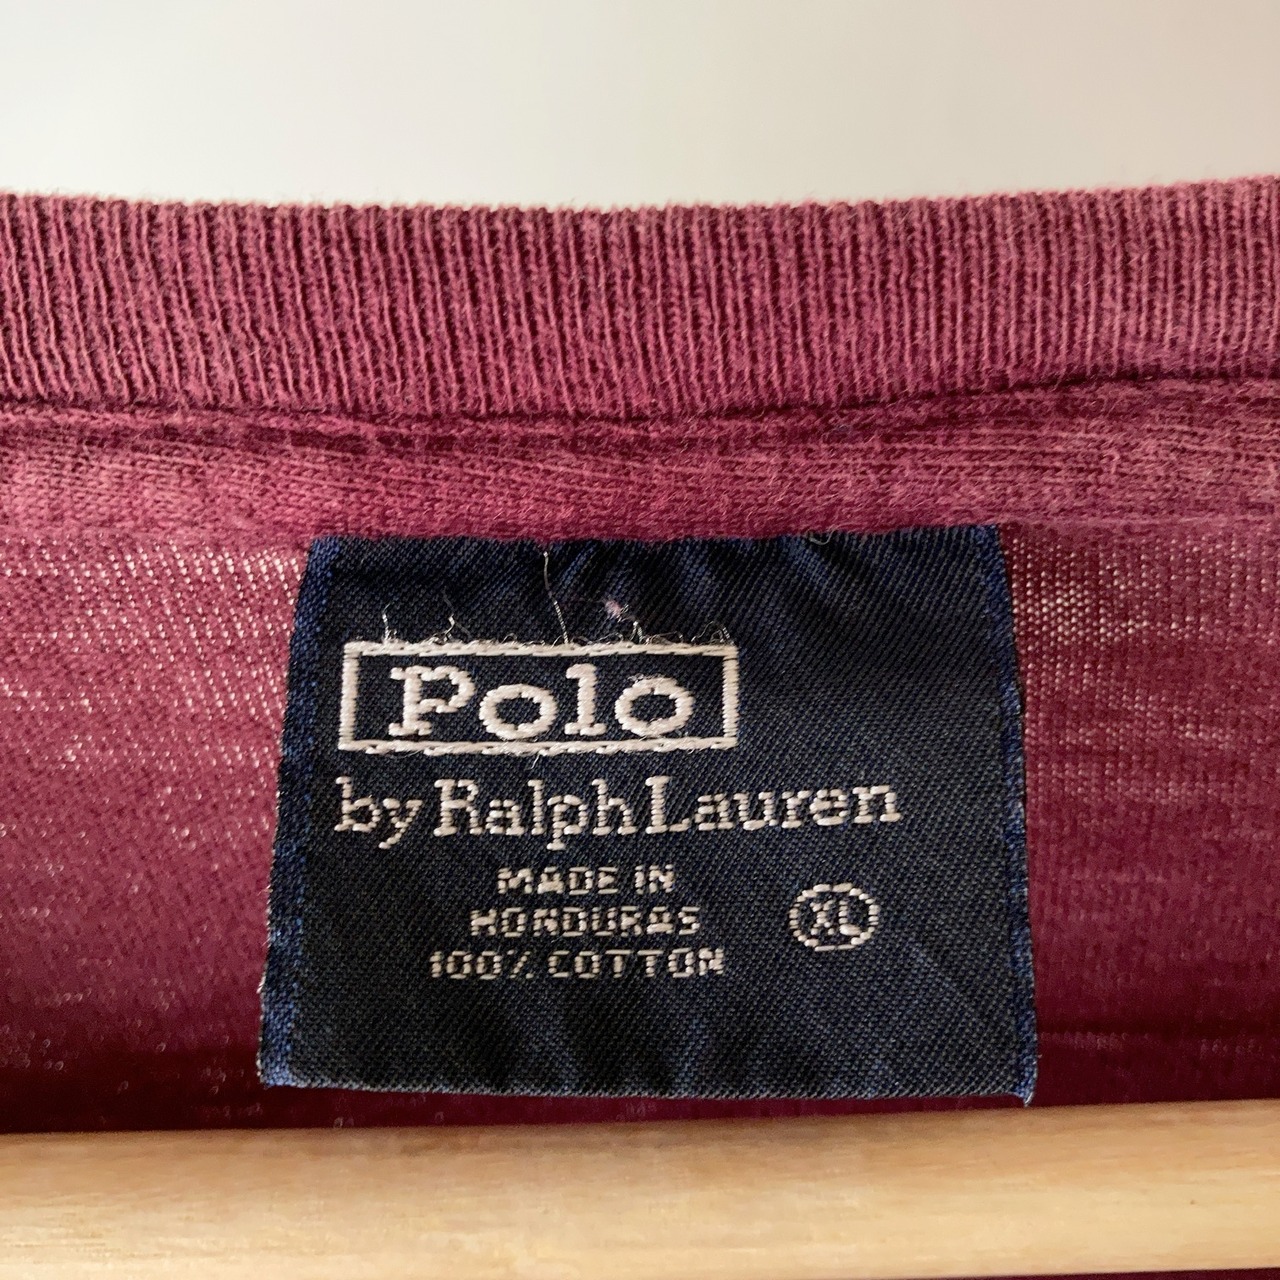 Polo
by Ralph Lauren
MADE IN
HONDURAS XL
100% COTTON